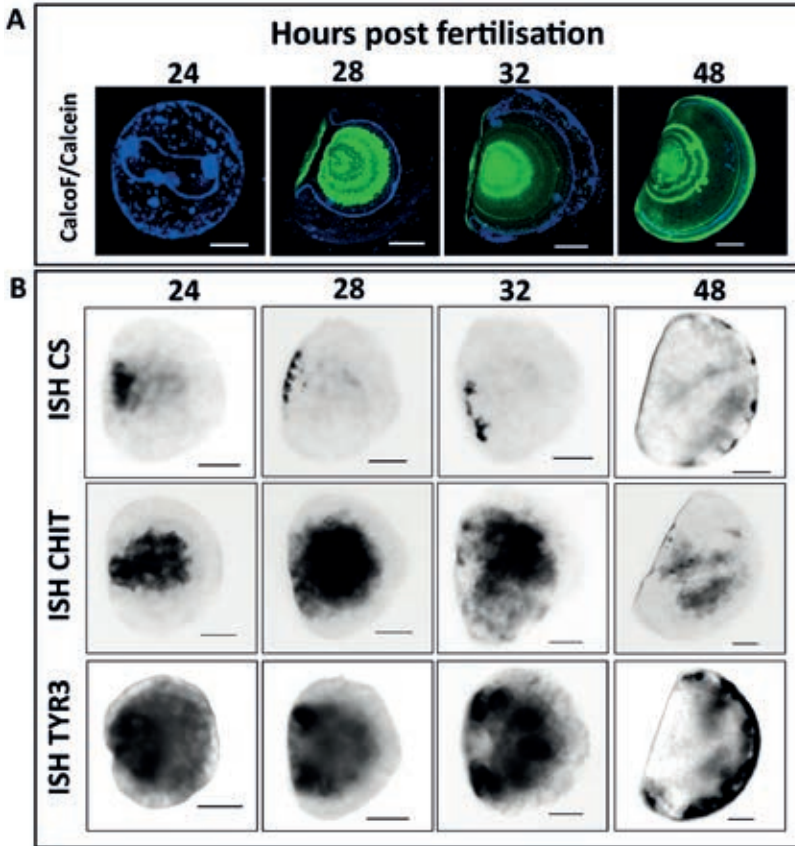 A
Hours post fertilisation
24 28 32 48
CalcoF/Calcein
B
24 28 32 48
ISH CS
ISH CHIT
ISH TYR3